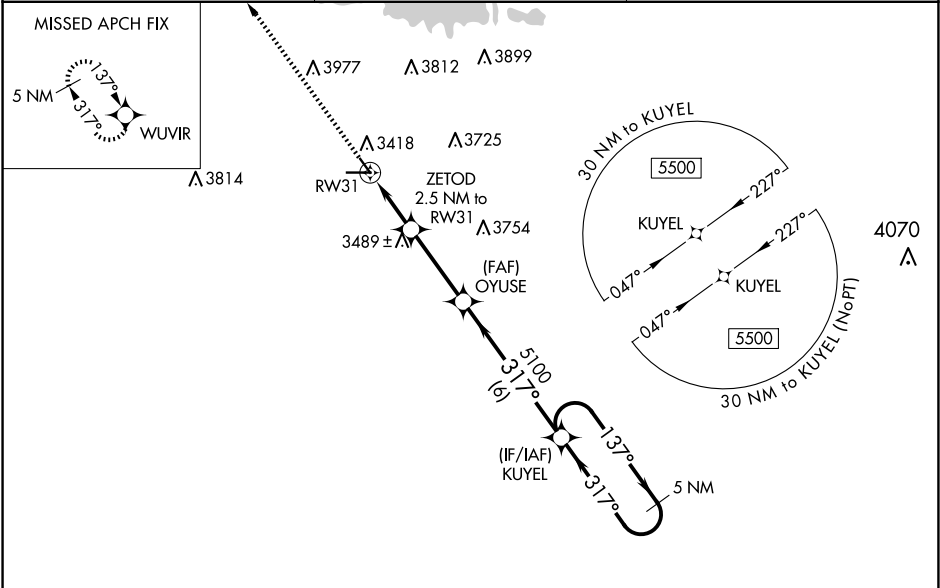 MISSED APCH FIX
137°
5 NM
317°
WUVIR
3977
3812
3899
3418
3725
3814
RW31
ZETOD
2.5 NM to
RW31
3489 ±
3754
(FAF)
OYUSE
5100
317°
(6)
(IF/IAF)
KUYEL
137°
317°
5 NM
30 NM to KUYEL
5500
227°
KUYEL
047°
227°
KUYEL
047°
5500
30 NM to KUYEL (NoPT)
4070